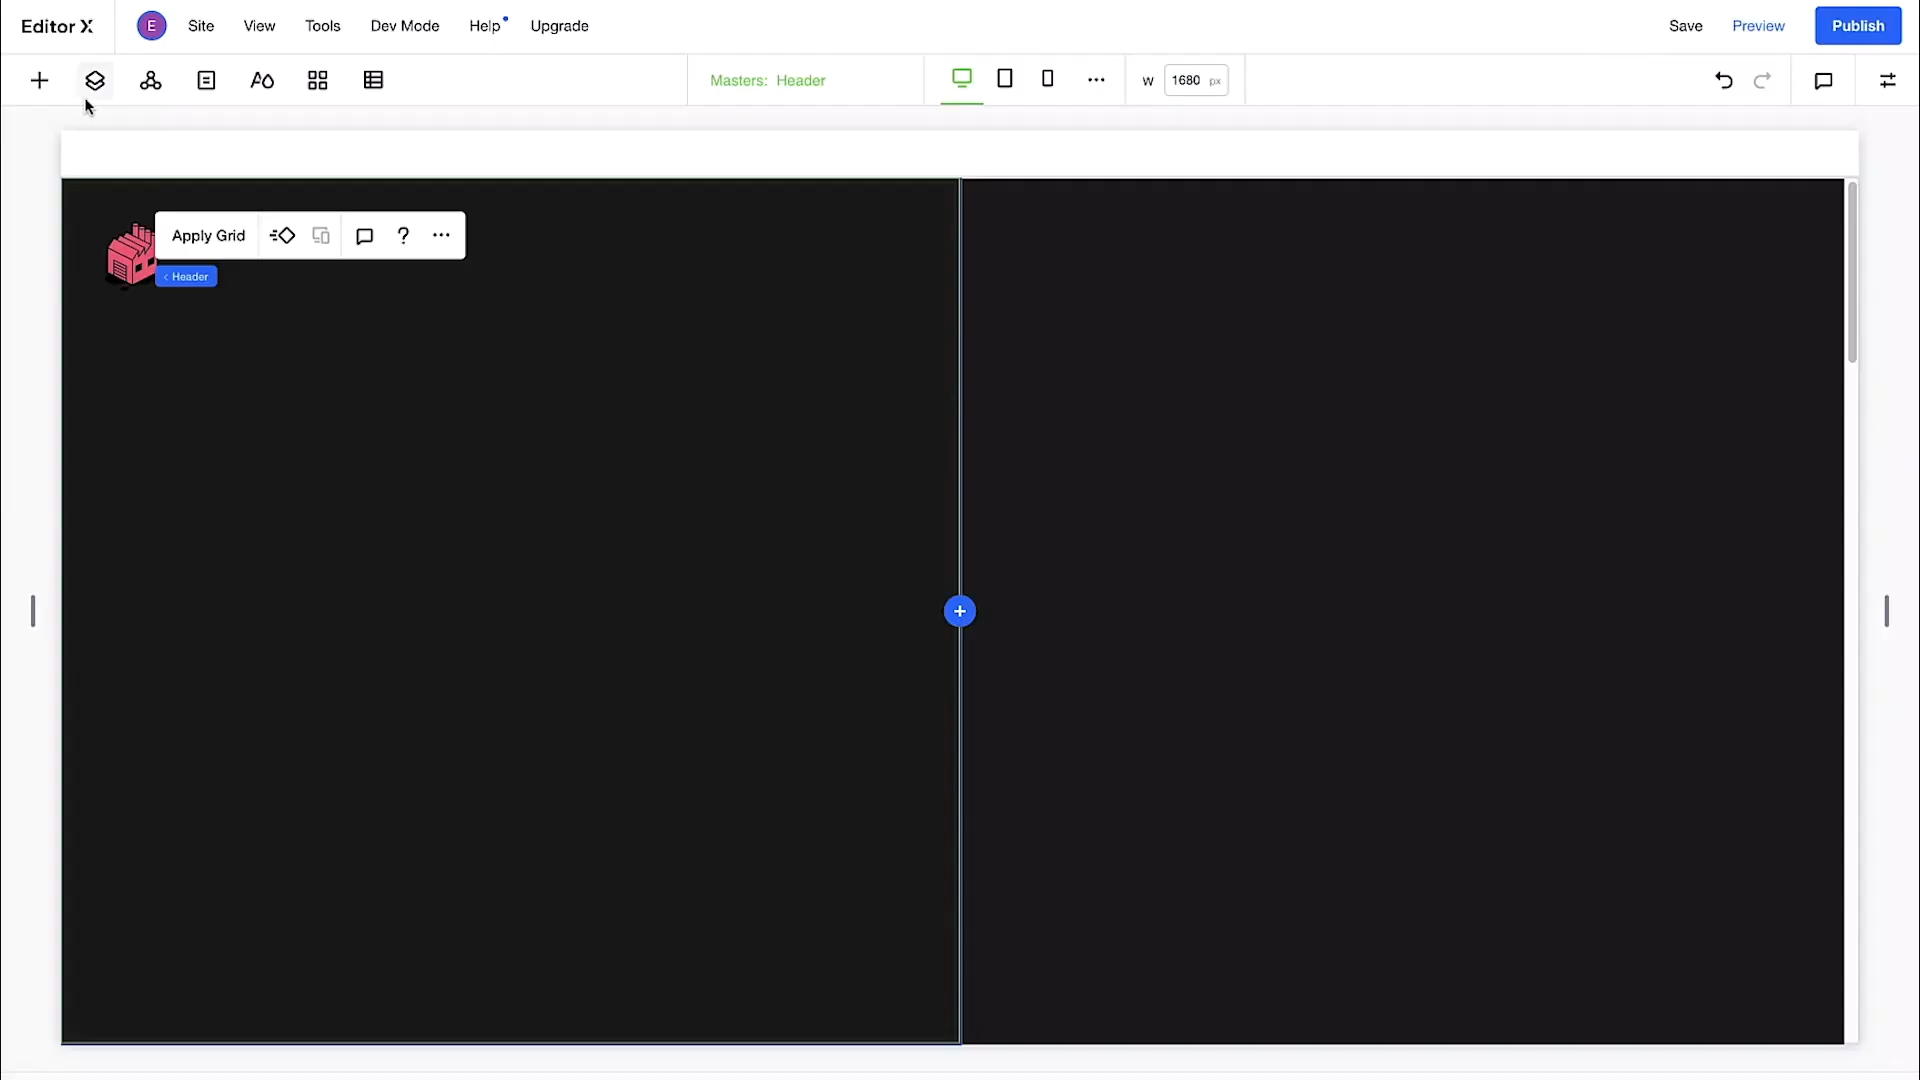 Editor X
E
Site
View
Tools
Dev Mode
Help
Upgrade
Save
Preview
Publish
Masters: Header
W
1680 px
Apply Grid
?
< Header